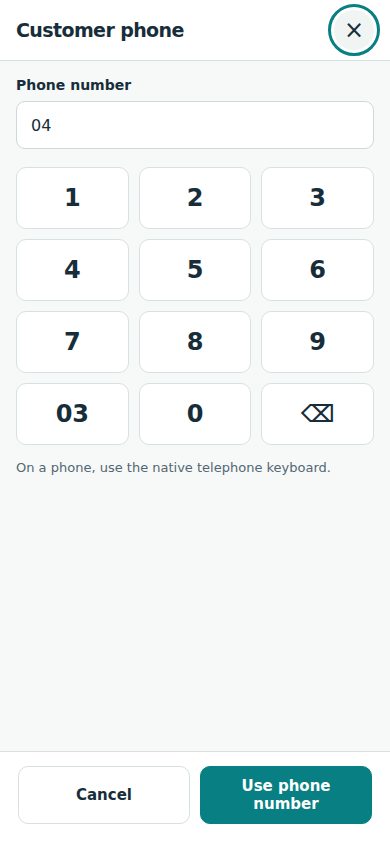 Customer phone ×
Phone number
04
1 2 3
4 5 6
7 8 9
03 0 ⌫
On a phone, use the native telephone keyboard.
Cancel
Use phone
number